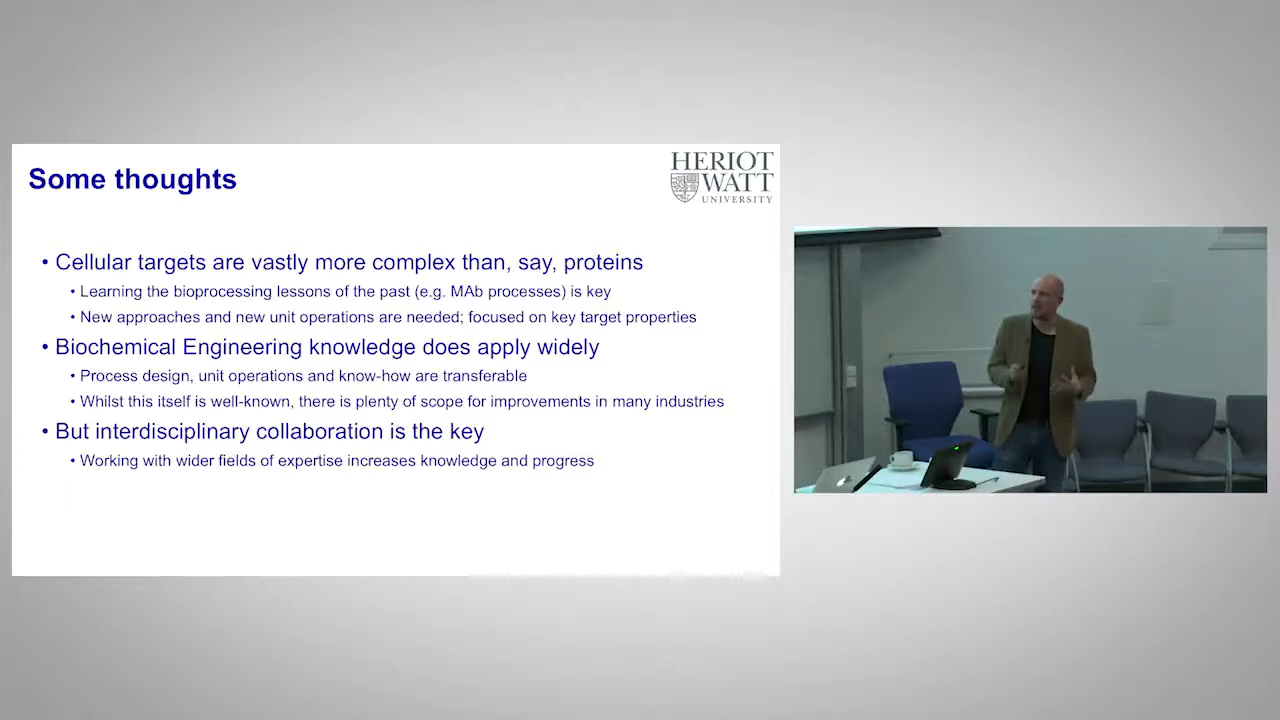 Some thoughts
HERIOT
WATT
UNIVERSITY
• Cellular targets are vastly more complex than, say, proteins
• Learning the bioprocessing lessons of the past (e.g. MAb processes) is key
• New approaches and new unit operations are needed; focused on key target properties
• Biochemical Engineering knowledge does apply widely
• Process design, unit operations and know-how are transferable
• Whilst this itself is well-known, there is plenty of scope for improvements in many industries
• But interdisciplinary collaboration is the key
• Working with wider fields of expertise increases knowledge and progress